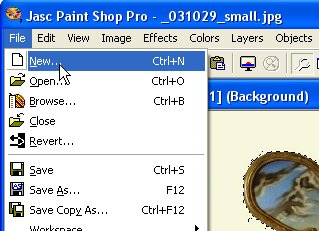 Jasc Paint Shop Pro - _031029_small.jpg
File Edit View Image Effects Colors Layers
New... Ctrl+N
Open... Ctrl+O
Browse... Ctrl+B
Close
Revert...
Save Ctrl+S
Save As... F12
Save Copy As... Ctrl+F12
Workspace
1] (Background)